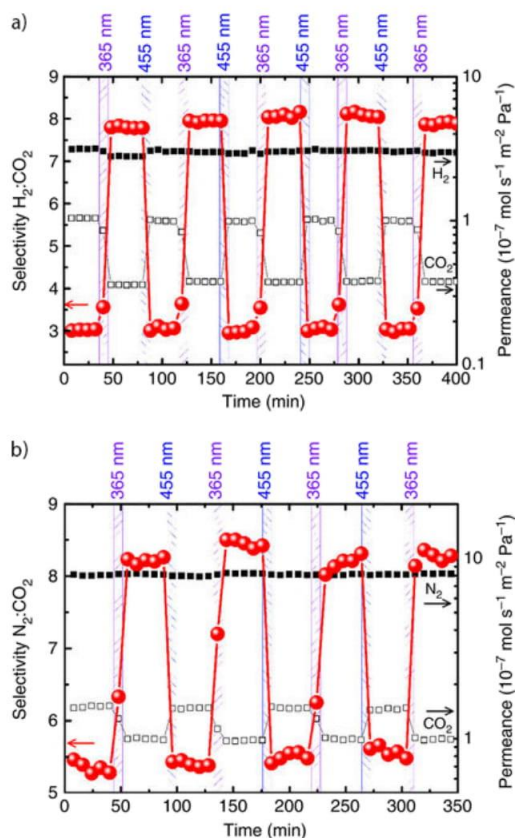 a)
365 nm 455 nm 365 nm 455 nm 365 nm 455 nm 365 nm 455 nm 365 nm
9
8
7
6
5
4
3
Selectivity H2:CO2
10
1
0.1
Permeance (10⁻⁷ mol s⁻¹ m⁻² Pa⁻¹)
H2
CO2
0 50 100 150 200 250 300 350 400
Time (min)
b)
365 nm 455 nm 365 nm 455 nm 365 nm 455 nm 365 nm
9
8
7
6
5
Selectivity N2:CO2
10
1
Permeance (10⁻⁷ mol s⁻¹ m⁻² Pa⁻¹)
N2
CO2
0 50 100 150 200 250 300 350
Time (min)